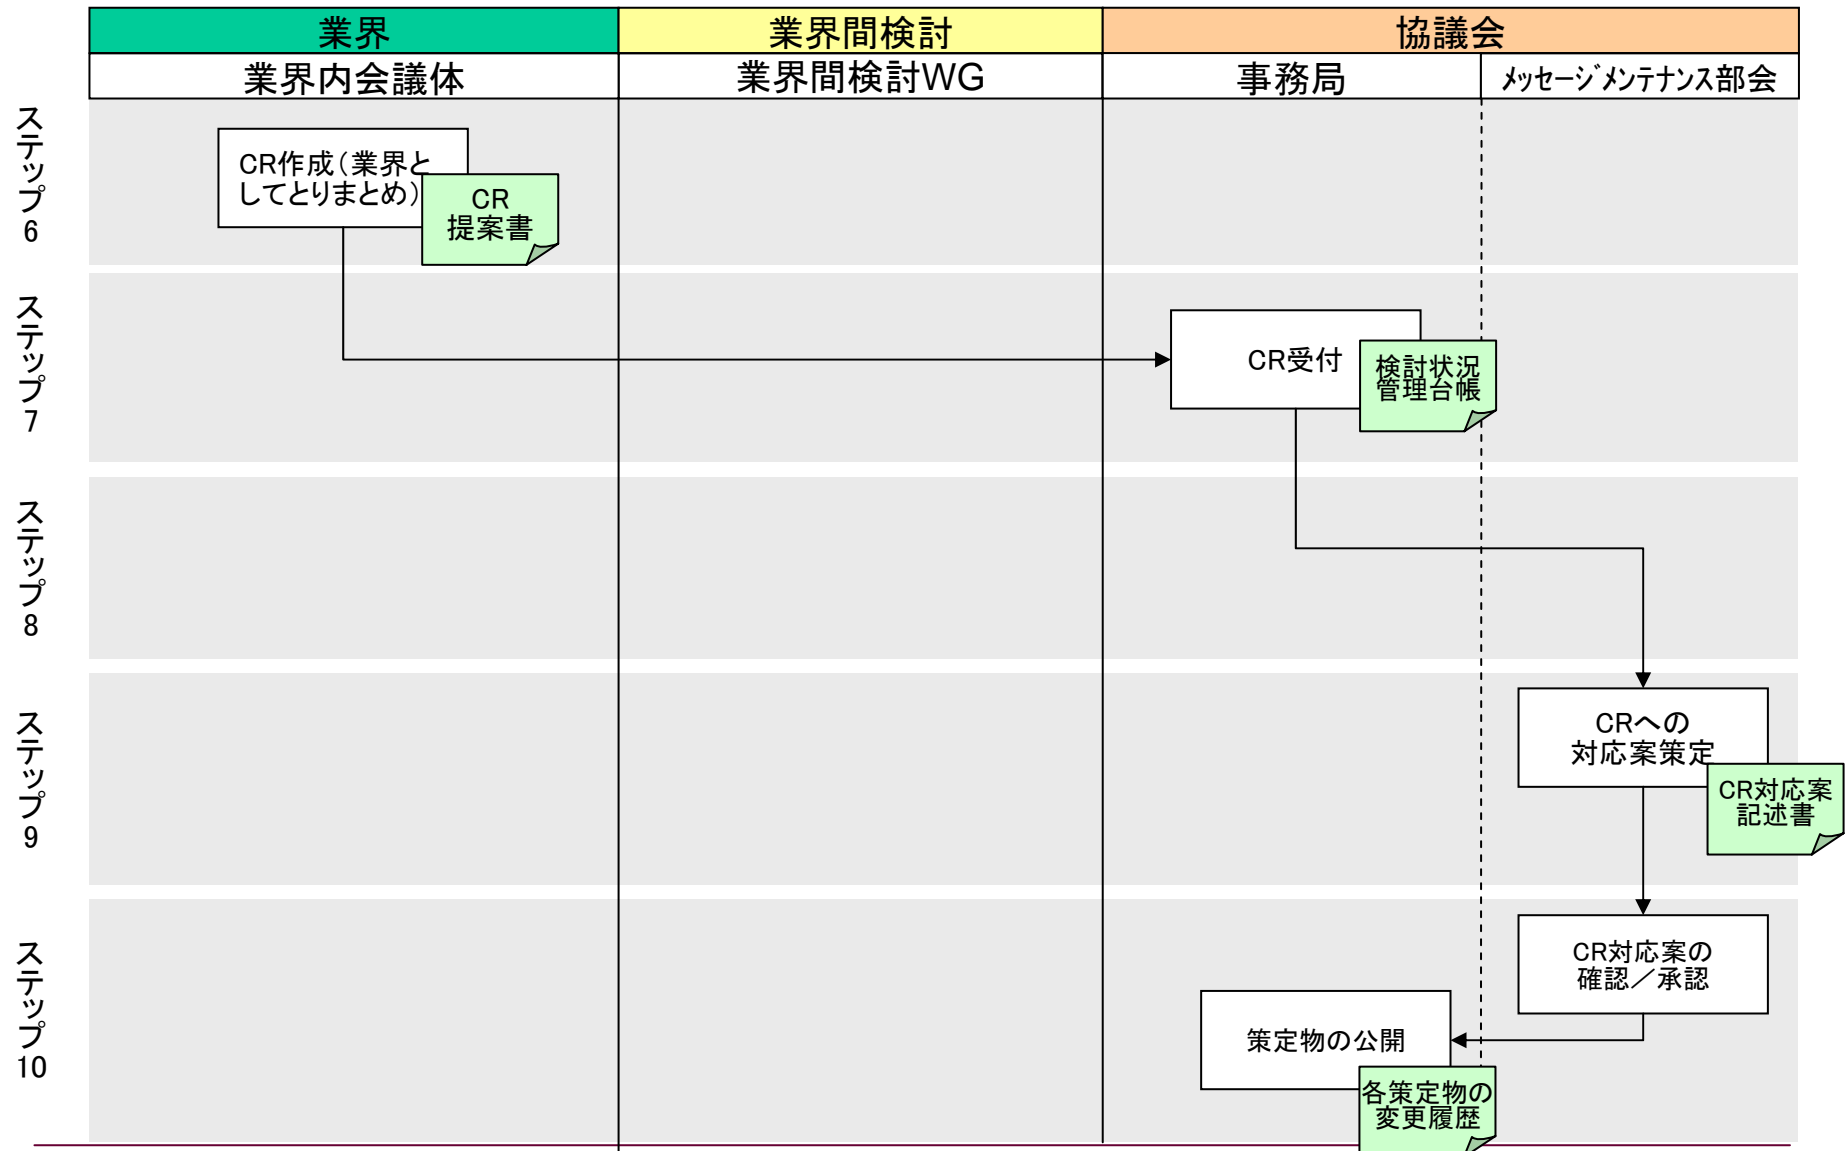 業界
業界間検討
協議会
業界内会議体
業界間検討WG
事務局
ﾒｯｾｰｼﾞﾒﾝﾃﾅﾝｽ部会
ステップ6
CR作成（業界と
してとりまとめ）
CR
提案書
ステップ7
CR受付
検討状況
管理台帳
ステップ8
ステップ9
CRへの
対応案策定
CR対応案
記述書
ステップ10
CR対応案の
確認／承認
策定物の公開
各策定物の
変更履歴